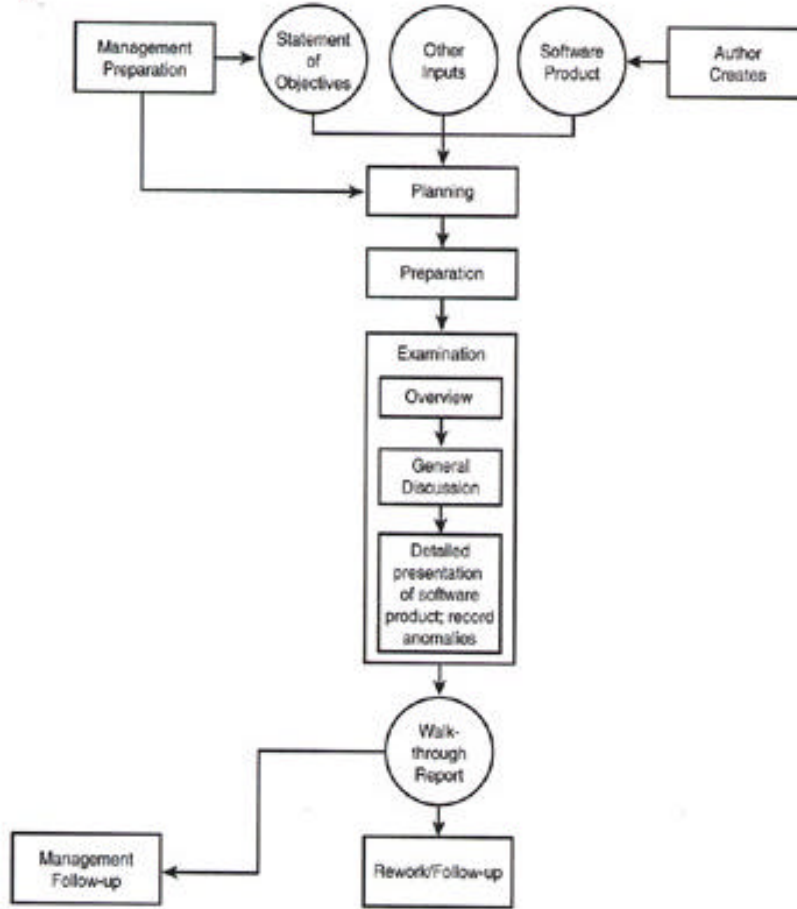 Management
Preparation
Statement
of
Objectives
Other
Inputs
Software
Product
Author
Creates
Planning
Preparation
Examination
Overview
General
Discussion
Detailed
presentation
of software
product; record
anomalies
Walk-
through
Report
Management
Follow-up
Rework/Follow-up